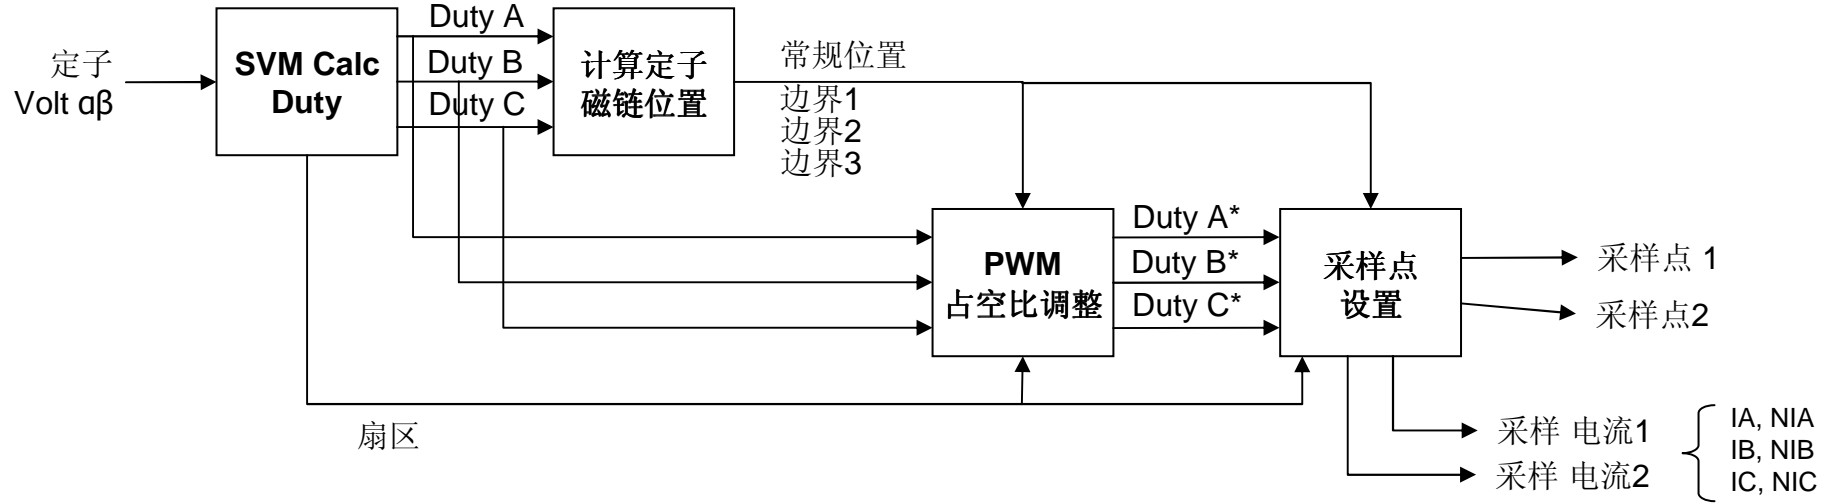 定子
Volt αβ
SVM Calc
Duty
Duty A
Duty B
Duty C
计算定子
磁链位置
常规位置
边界1
边界2
边界3
PWM
占空比调整
Duty A*
Duty B*
Duty C*
采样点
设置
采样点 1
采样点2
扇区
采样 电流1
采样 电流2
IA, NIA
IB, NIB
IC, NIC